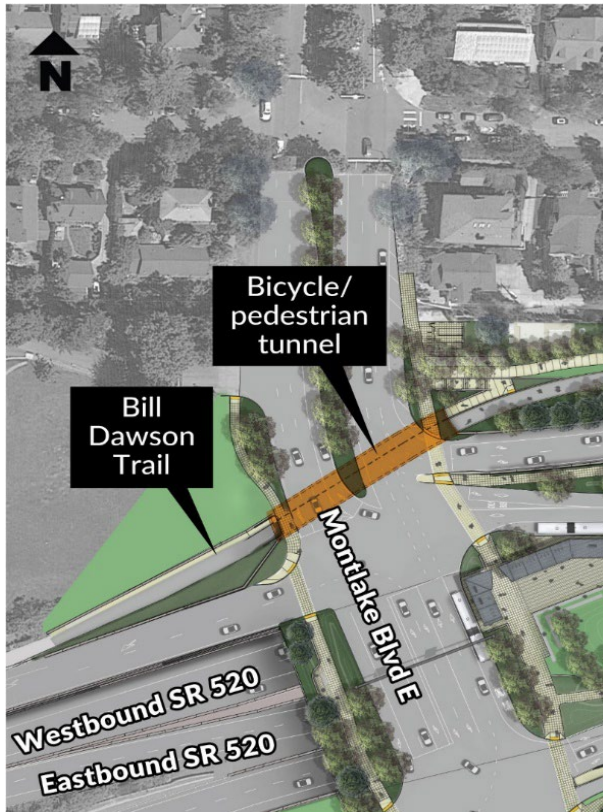 N
Bicycle/
pedestrian
tunnel
Bill
Dawson
Trail
Montlake Blvd E
Westbound SR 520
Eastbound SR 520